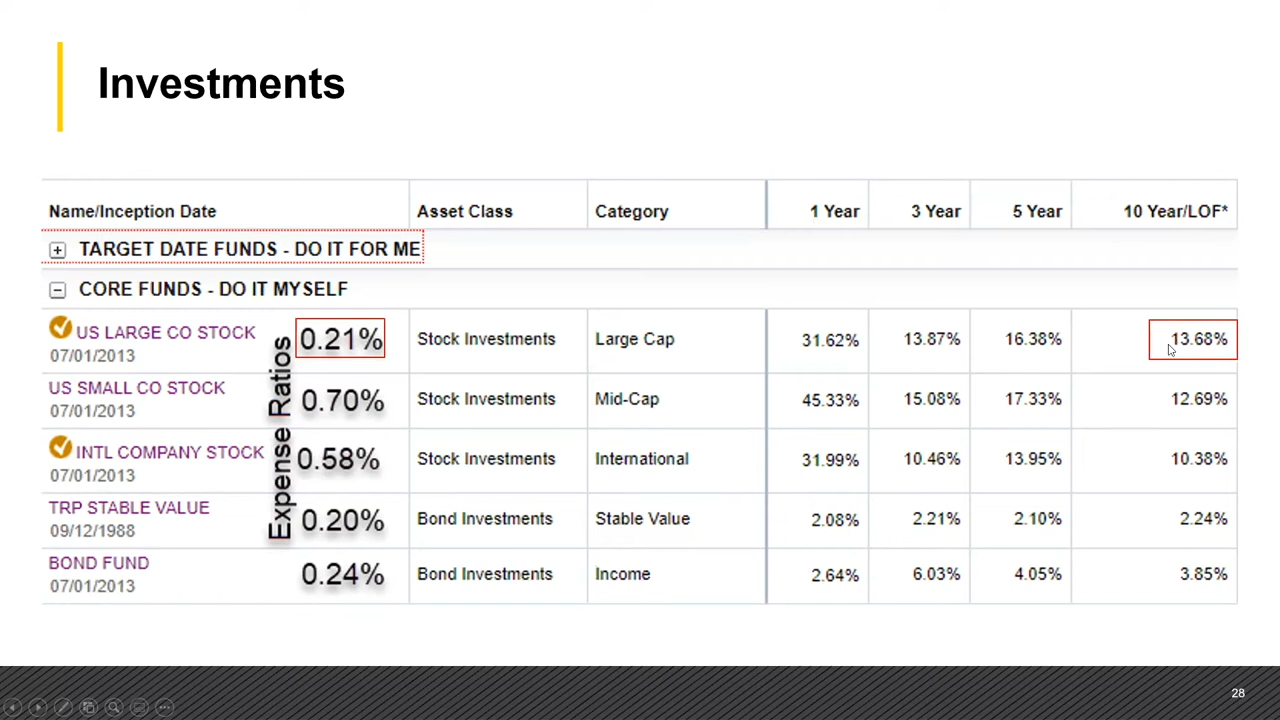 Investments
Name/Inception Date Asset Class Category 1 Year 3 Year 5 Year 10 Year/LOF*
TARGET DATE FUNDS - DO IT FOR ME
CORE FUNDS - DO IT MYSELF
Expense Ratios
US LARGE CO STOCK 0.21% Stock Investments Large Cap 31.62% 13.87% 16.38% 13.68%
07/01/2013
US SMALL CO STOCK 0.70% Stock Investments Mid-Cap 45.33% 15.08% 17.33% 12.69%
07/01/2013
INTL COMPANY STOCK 0.58% Stock Investments International 31.99% 10.46% 13.95% 10.38%
07/01/2013
TRP STABLE VALUE 0.20% Bond Investments Stable Value 2.08% 2.21% 2.10% 2.24%
09/12/1988
BOND FUND 0.24% Bond Investments Income 2.64% 6.03% 4.05% 3.85%
07/01/2013
28